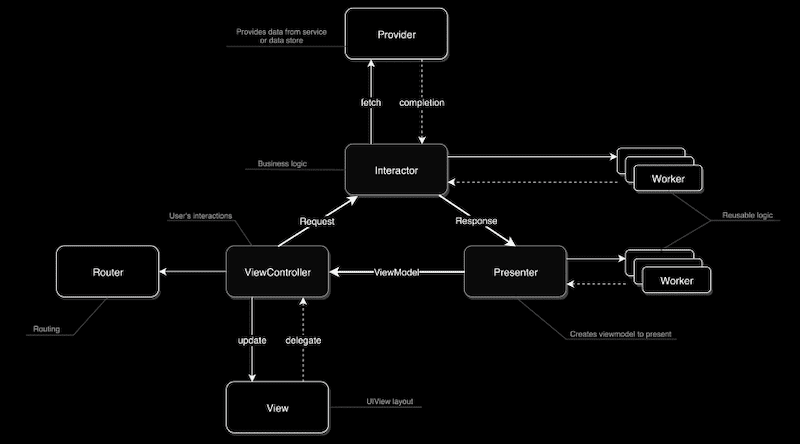 Provides data from service
or data store
Provider
fetch
completion
Business logic
Interactor
Worker
User's interactions
Request
Response
Reusable logic
Router
ViewController
ViewModel
Presenter
Worker
Routing
update
delegate
Creates viewmodel to present
View
UIView layout